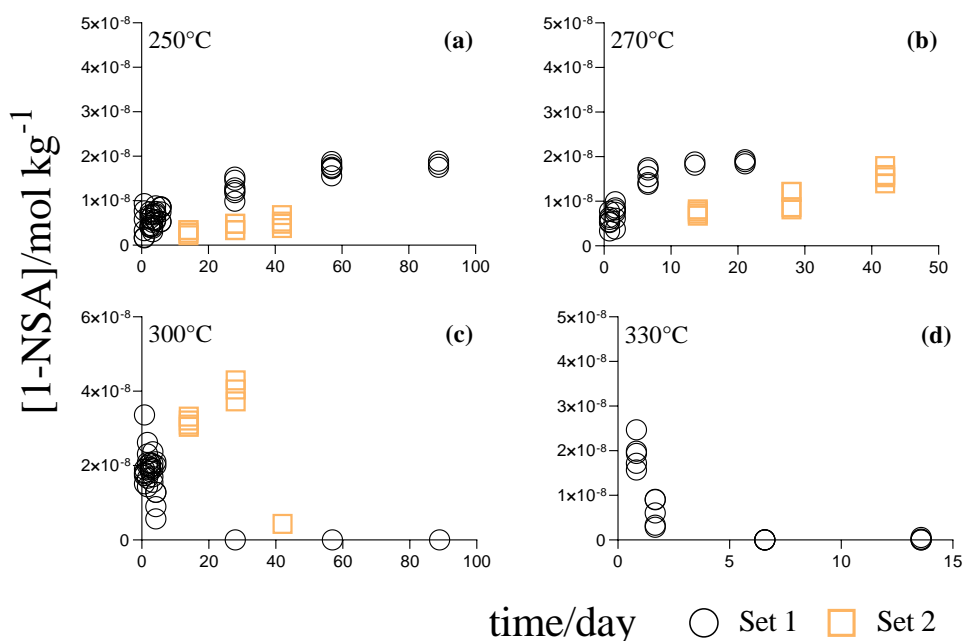 [1-NSA]/mol kg⁻¹
250°C
(a)
5×10⁻⁸
4×10⁻⁸
3×10⁻⁸
2×10⁻⁸
1×10⁻⁸
0
0 20 40 60 80 100
270°C
(b)
5×10⁻⁸
4×10⁻⁸
3×10⁻⁸
2×10⁻⁸
1×10⁻⁸
0
0 10 20 30 40 50
300°C
(c)
6×10⁻⁸
4×10⁻⁸
2×10⁻⁸
0
0 20 40 60 80 100
330°C
(d)
5×10⁻⁸
4×10⁻⁸
3×10⁻⁸
2×10⁻⁸
1×10⁻⁸
0
0 5 10 15
time/day
Set 1
Set 2